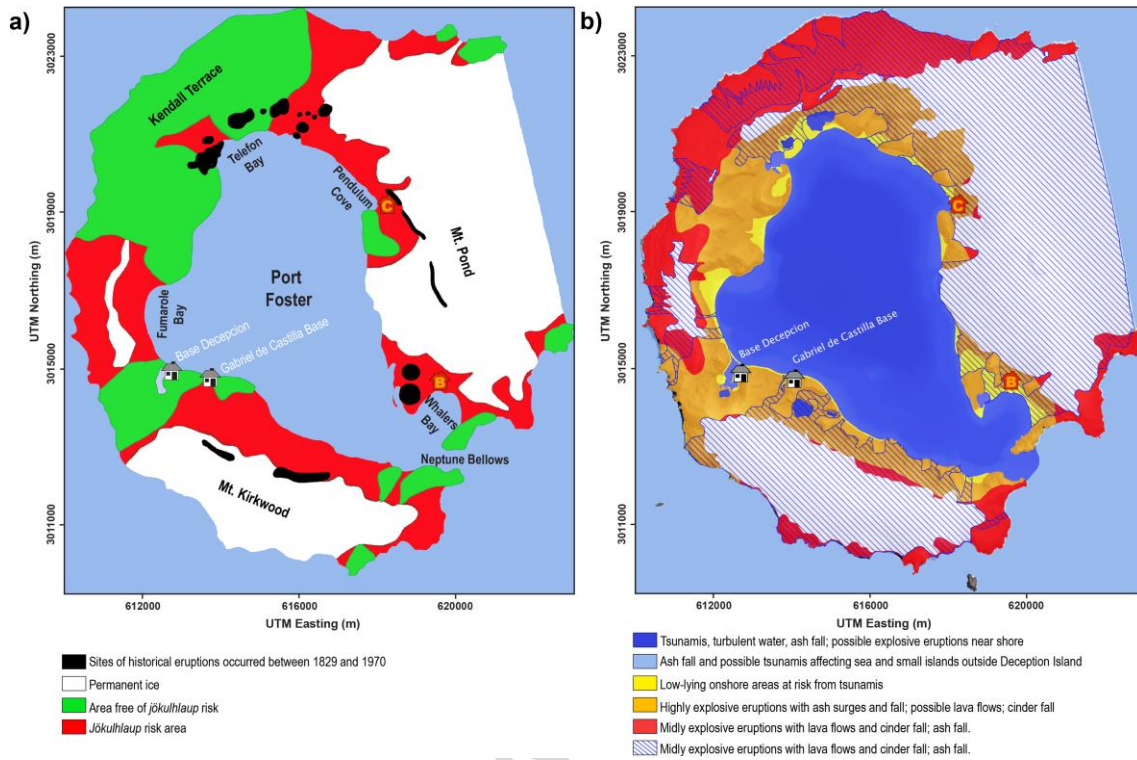 a)
3023000
3019000
3015000
3011000
UTM Northing (m)
Kendall Terrace
Telefon
Bay
Pendulum
Cove
C
Mt. Pond
Port
Foster
Fumarole
Bay
Base Decepcion
Gabriel de Castilla Base
B
Whalers
Bay
Neptune Bellows
Mt. Kirkwood
612000
616000
620000
UTM Easting (m)
Sites of historical eruptions occurred between 1829 and 1970
Permanent ice
Area free of jökulhlaup risk
Jökulhlaup risk area
b)
3023000
3019000
3015000
3011000
UTM Northing (m)
C
Base Decepcion
Gabriel de Castilla Base
B
612000
616000
620000
UTM Easting (m)
Tsunamis, turbulent water, ash fall; possible explosive eruptions near shore
Ash fall and possible tsunamis affecting sea and small islands outside Deception Island
Low-lying onshore areas at risk from tsunamis
Highly explosive eruptions with ash surges and fall; possible lava flows; cinder fall
Midly explosive eruptions with lava flows and cinder fall; ash fall.
Midly explosive eruptions with lava flows and cinder fall; ash fall.